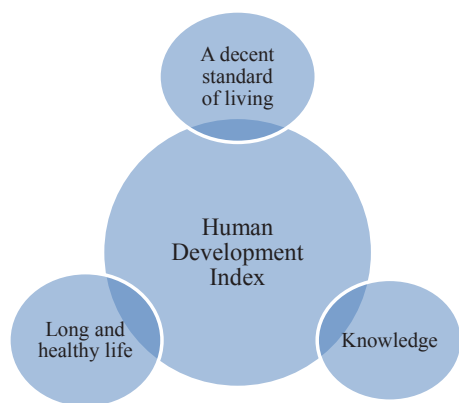 A decent
standard
of living
Human
Development
Index
Long and
healthy life
Knowledge